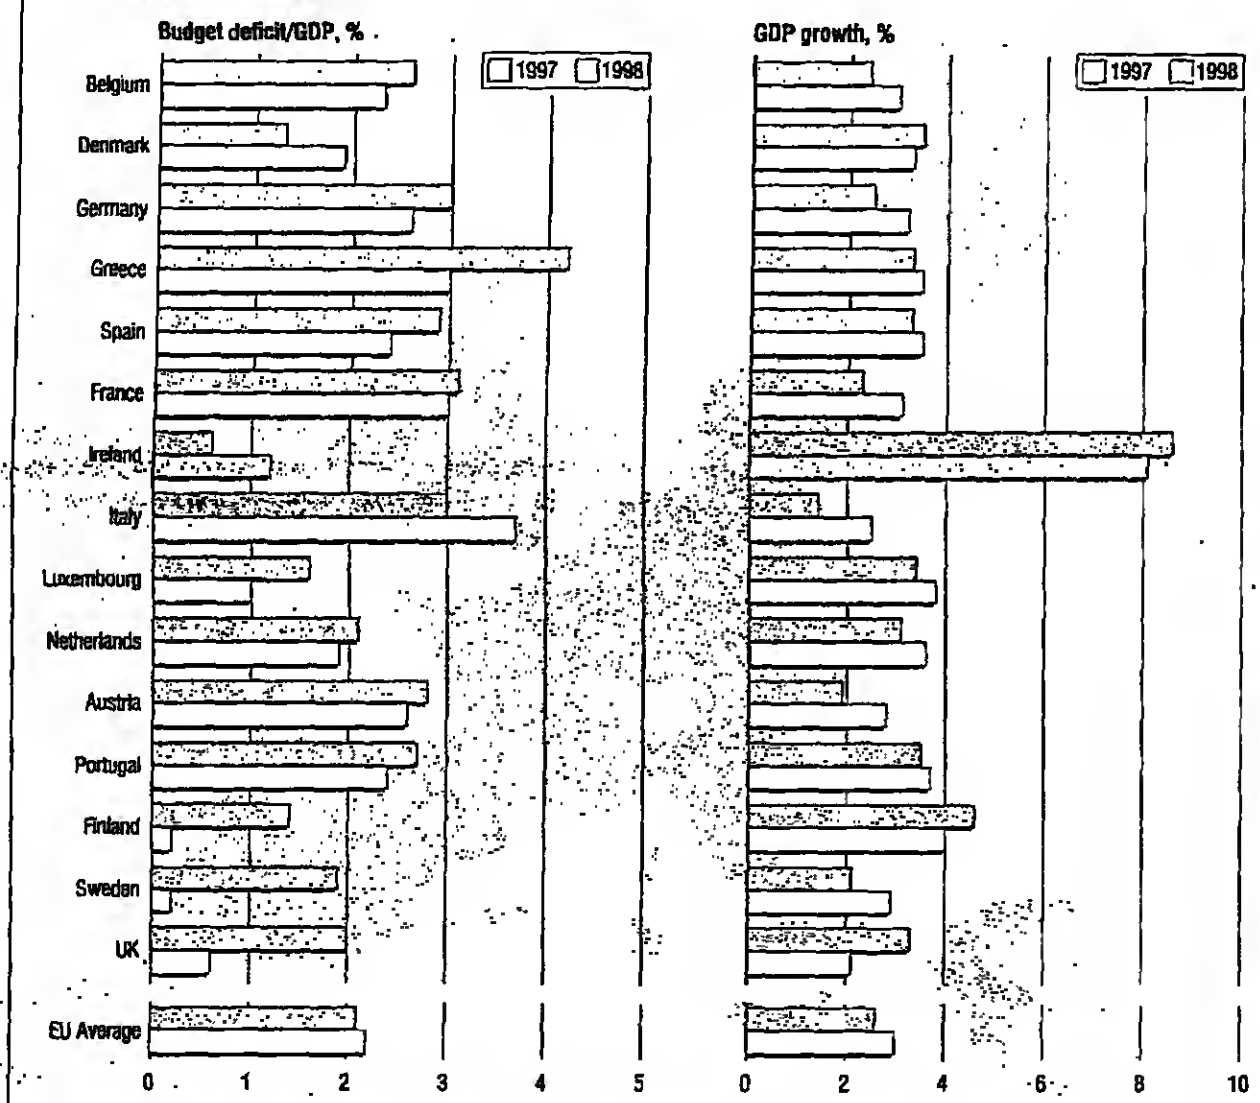 Budget deficit/GDP, %
1997 1998
Belgium
Denmark
Germany
Greece
Spain
France
Ireland
Italy
Luxembourg
Netherlands
Austria
Portugal
Finland
Sweden
UK
EU Average
0 1 2 3 4 5
GDP growth, %
1997 1998
0 2 4 6 8 10